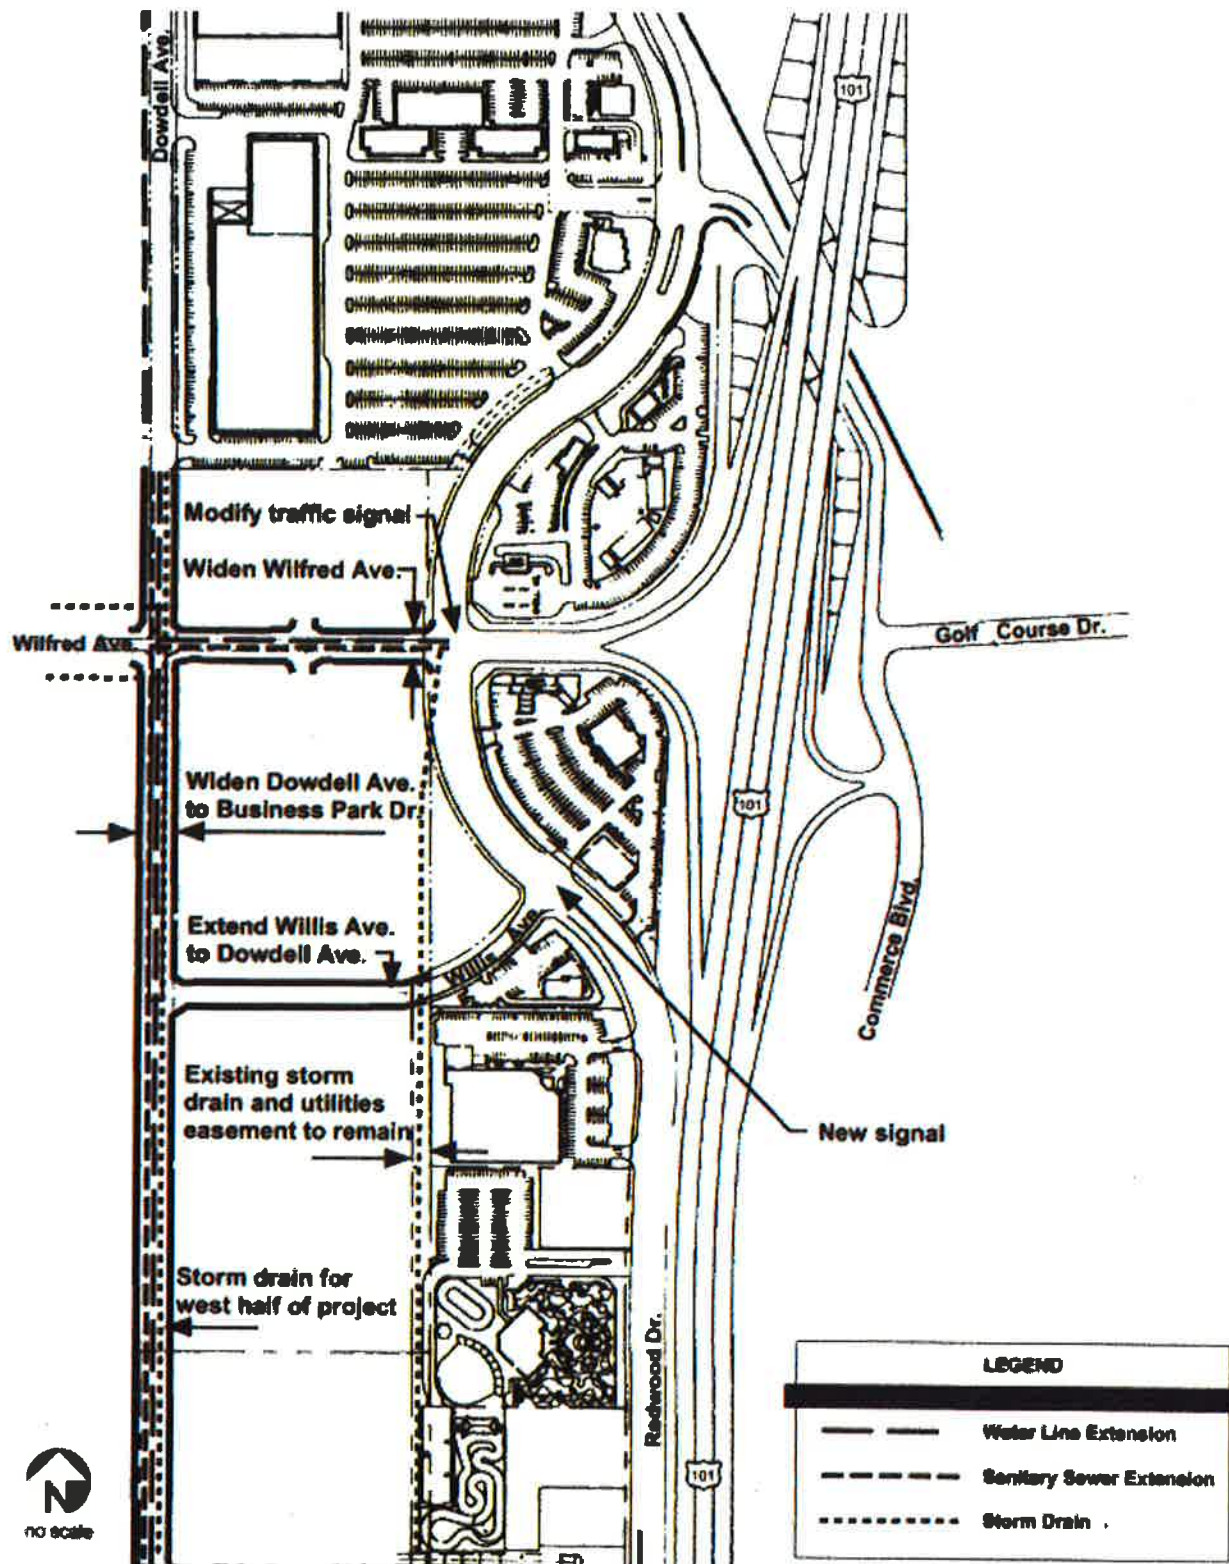 Dowdell Ave.
101
Modify traffic signal
Widen Wilfred Ave.
Wilfred Ave.
Golf Course Dr.
Widen Dowdell Ave.
to Business Park Dr.
101
Extend Willis Ave.
to Dowdell Ave.
Willis Ave.
Commerce Blvd.
Existing storm
drain and utilities
easement to remain
New signal
Storm drain for
west half of project
Redwood Dr.
LEGEND
Water Line Extension
Sanitary Sewer Extension
Storm Drain
101
N
no scale